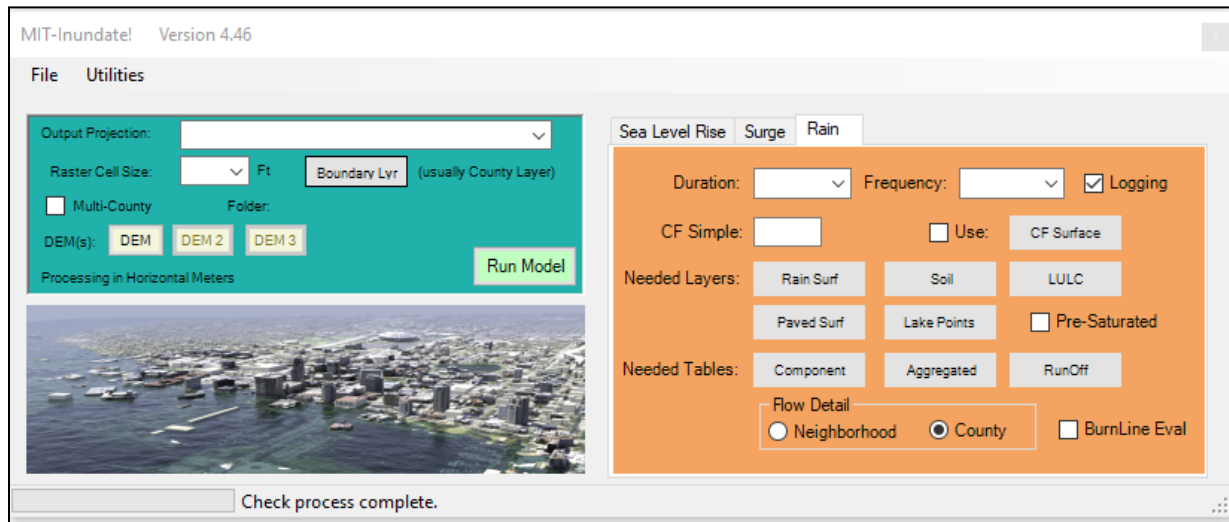 MIT-Inundate! Version 4.46
File Utilities
Output Projection:
Raster Cell Size: Ft Boundary Lyr (usually County Layer)
Multi-County Folder:
DEM(s): DEM DEM 2 DEM 3
Processing in Horizontal Meters
Run Model
Sea Level Rise Surge Rain
Duration: Frequency: Logging
CF Simple: Use: CF Surface
Needed Layers: Rain Surf Soil LULC
Paved Surf Lake Points Pre-Saturated
Needed Tables: Component Aggregated RunOff
Flow Detail
Neighborhood County BurnLine Eval
Check process complete.